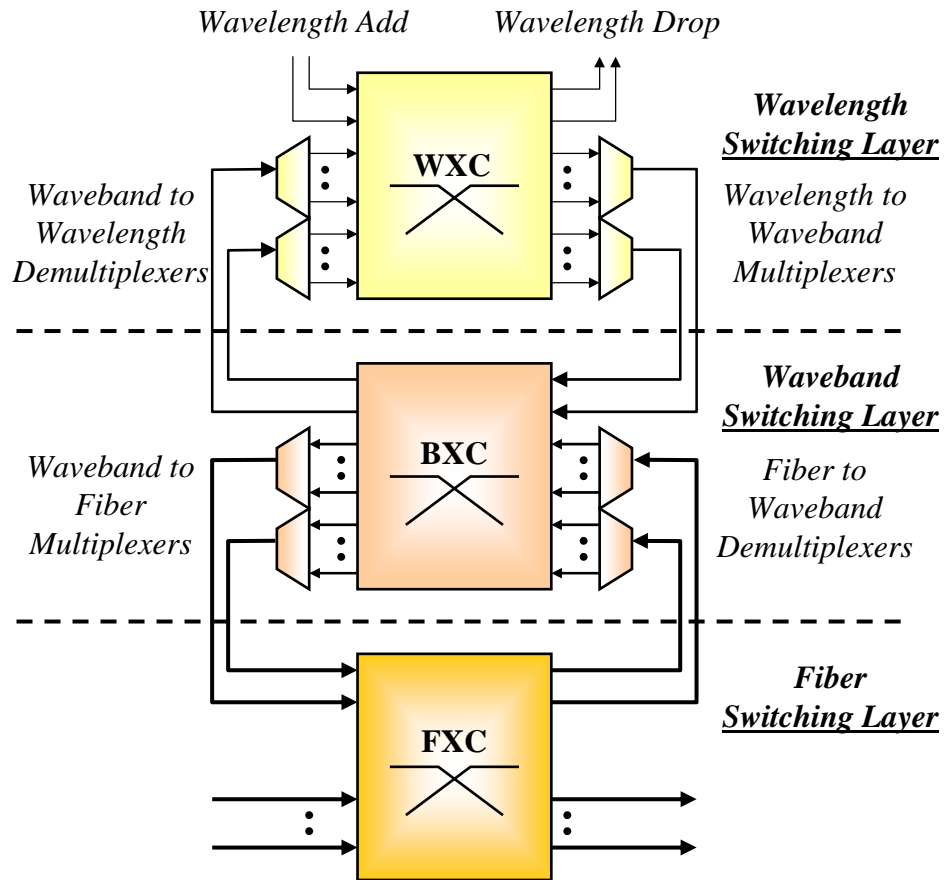 Wavelength Add
Wavelength Drop
Wavelength
Switching Layer
WXC
Waveband to
Wavelength
Demultiplexers
Wavelength to
Waveband
Multiplexers
Waveband
Switching Layer
BXC
Waveband to
Fiber
Multiplexers
Fiber to
Waveband
Demultiplexers
Fiber
Switching Layer
FXC